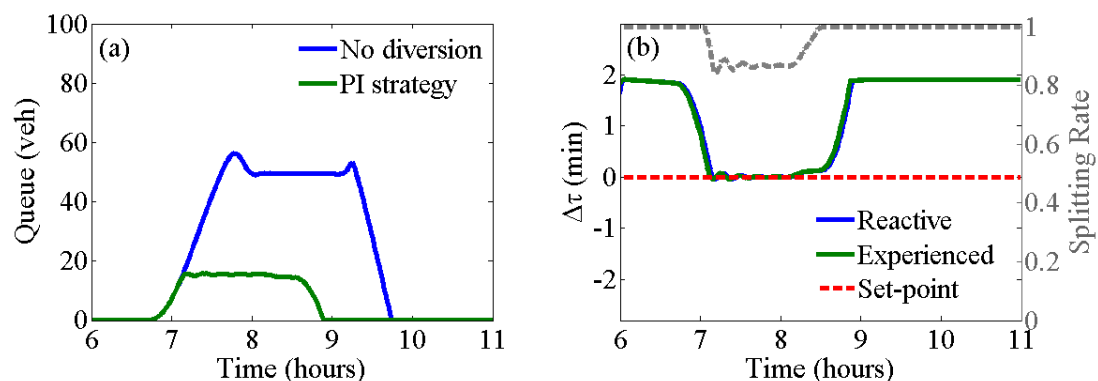 (a)
No diversion
PI strategy
Queue (veh)
100
80
60
40
20
0
6 7 8 9 10 11
Time (hours)
(b)
Δτ (min)
2
1
0
-1
-2
Reactive
Experienced
Set-point
Splitting Rate
1
0.8
0.6
0.4
0.2
0
6 7 8 9 10 11
Time (hours)